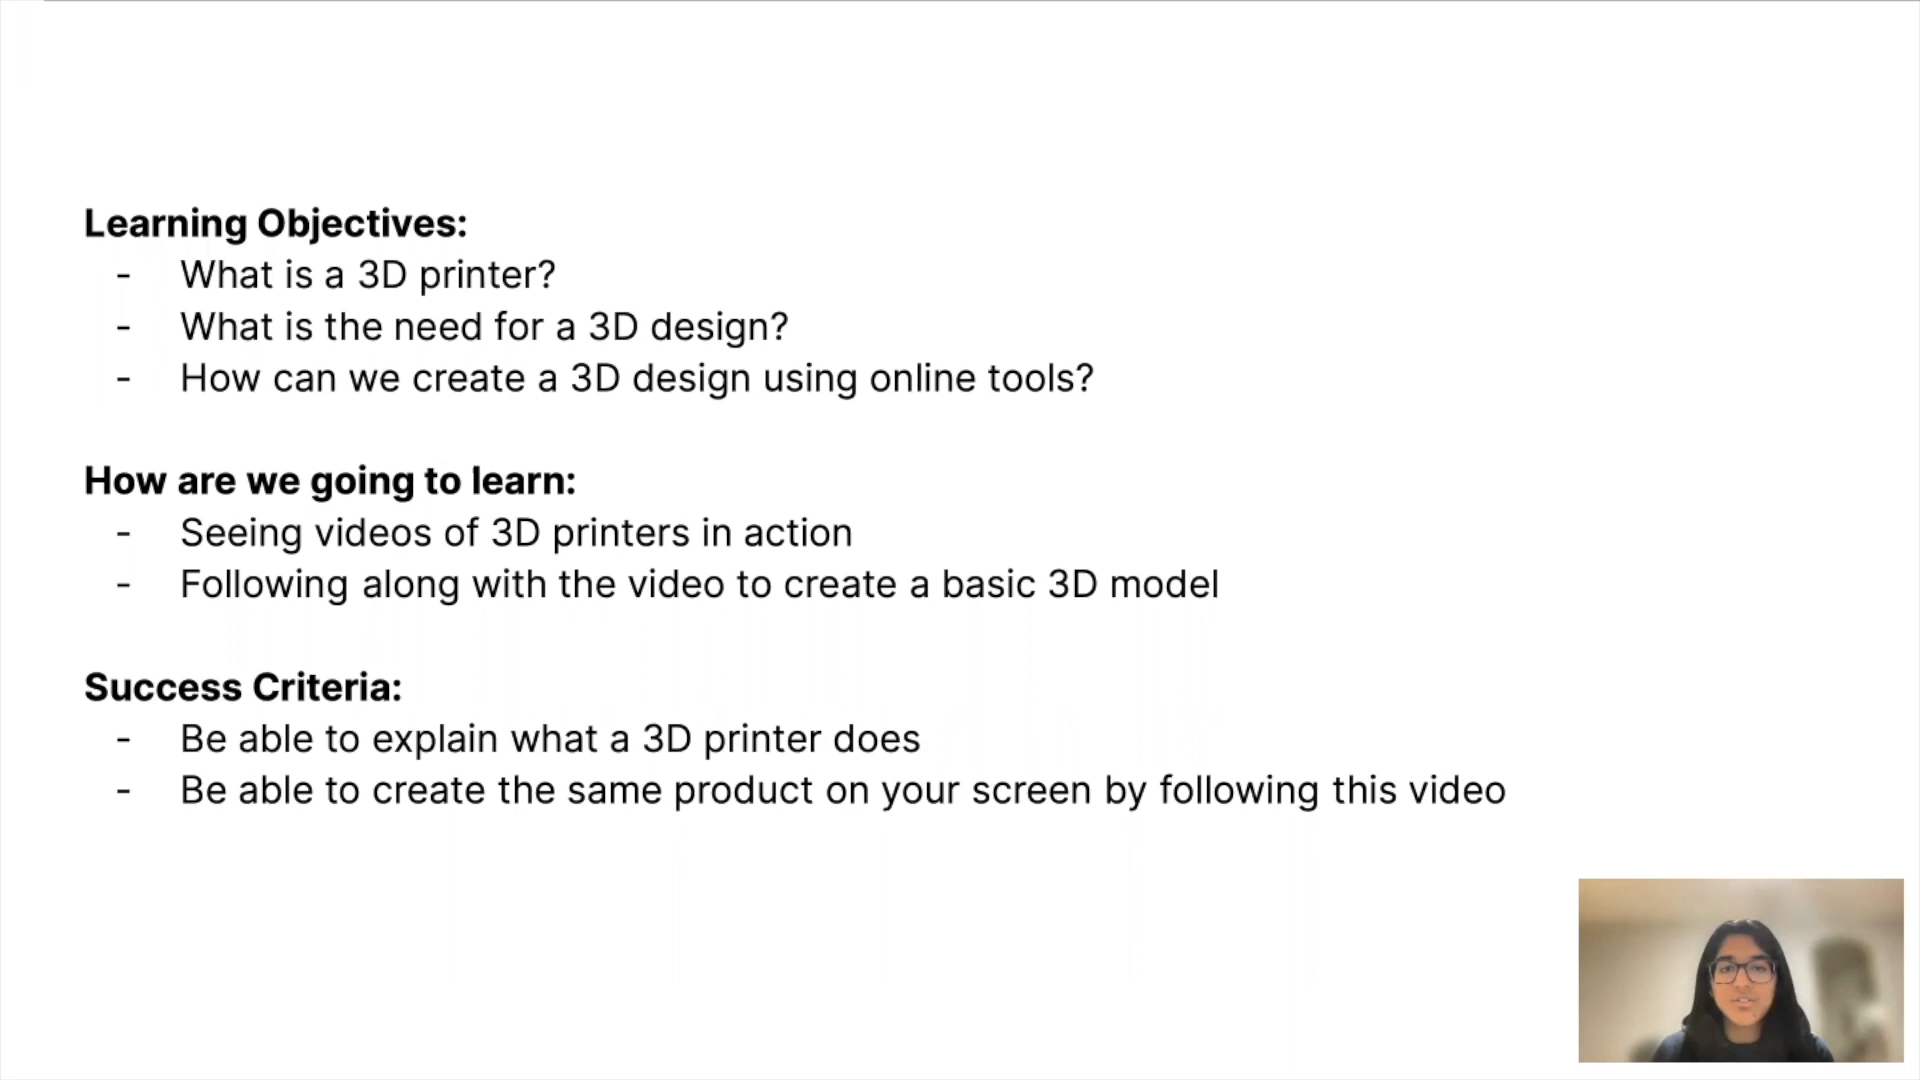 Learning Objectives:
- What is a 3D printer?
- What is the need for a 3D design?
- How can we create a 3D design using online tools?
How are we going to learn:
- Seeing videos of 3D printers in action
- Following along with the video to create a basic 3D model
Success Criteria:
- Be able to explain what a 3D printer does
- Be able to create the same product on your screen by following this video